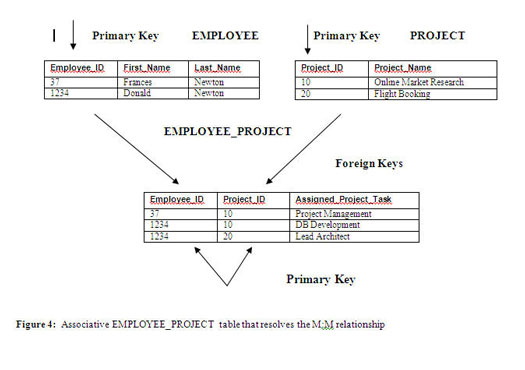 Primary Key EMPLOYEE Primary Key PROJECT
Employee_ID First_Name Last_Name Project_ID Project_Name
37 Frances Newton 10 Online Market Research
1234 Donald Newton 20 Flight Booking
EMPLOYEE_PROJECT
Foreign Keys
Employee_ID Project_ID Assigned_Project_Task
37 10 Project Management
1234 10 DB Development
1234 20 Lead Architect
Primary Key
Figure 4: Associative EMPLOYEE_PROJECT table that resolves the M:M relationship